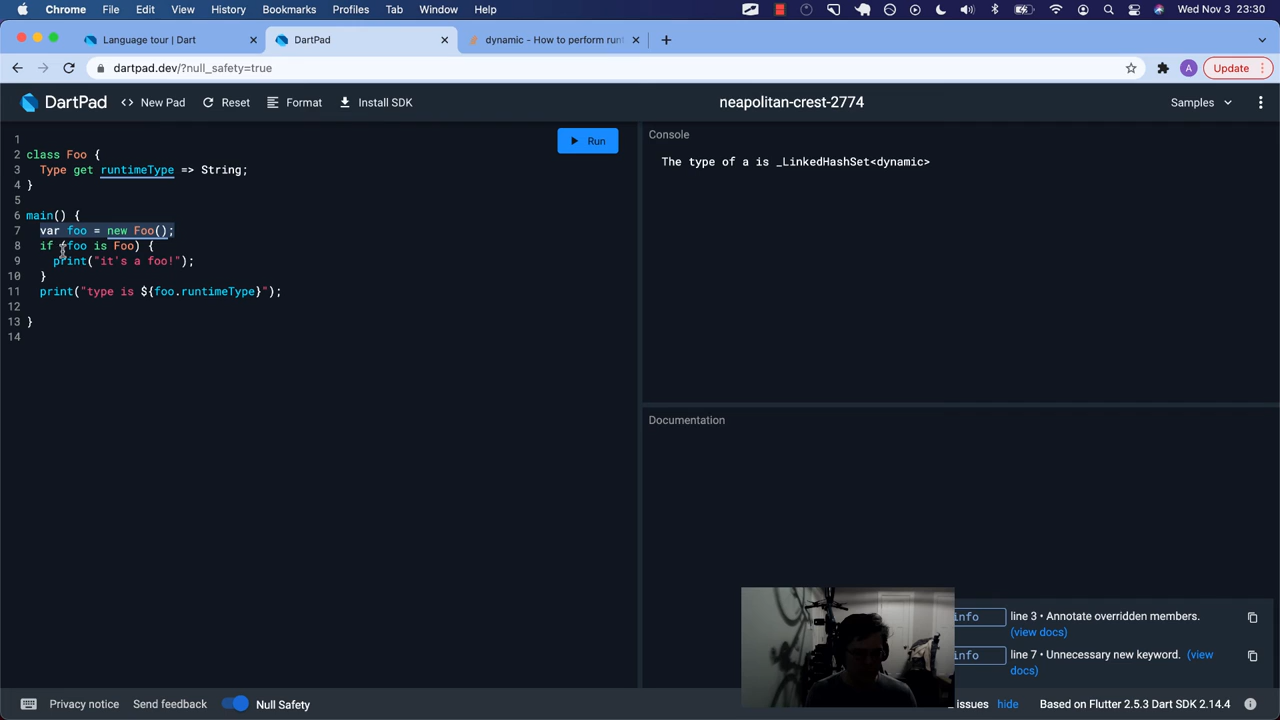 Chrome File Edit View History Bookmarks Profiles Tab Window Help Wed Nov 3 23:30
Language tour | Dart DartPad dynamic - How to perform run
dartpad.dev/?null_safety=true A Update
DartPad <> New Pad Reset Format Install SDK neapolitan-crest-2774 Samples
1
2 class Foo {
3 Type get runtimeType => String;
4 }
5
6 main() {
7 var foo = new Foo();
8 if (foo is Foo) {
9 print("it's a foo!");
10 }
11 print("type is ${foo.runtimeType}");
12
13 }
14
Run
Console
The type of a is _LinkedHashSet<dynamic>
Documentation
info line 3 • Annotate overridden members.
(view docs)
info line 7 • Unnecessary new keyword. (view
docs)
Privacy notice Send feedback Null Safety issues hide Based on Flutter 2.5.3 Dart SDK 2.14.4